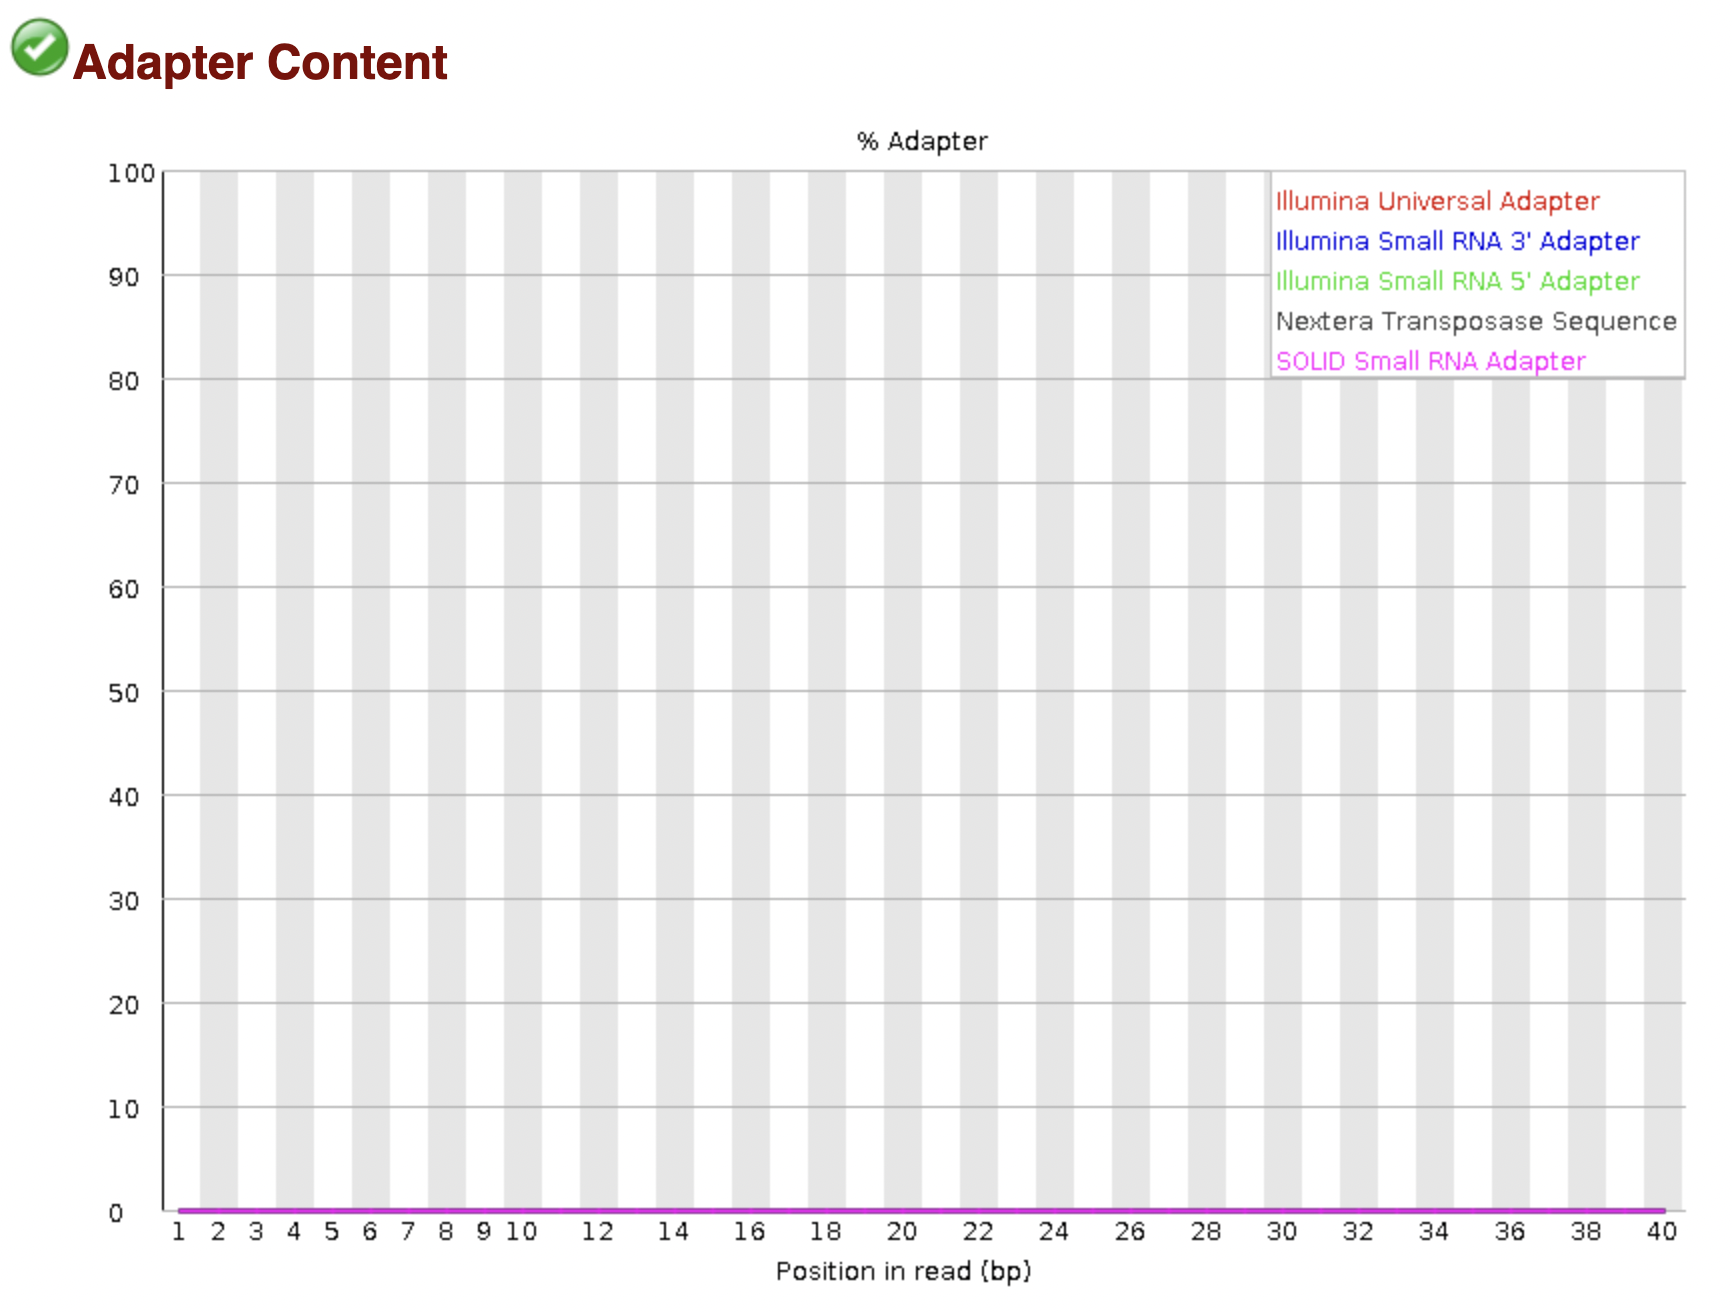 Adapter Content
% Adapter
100
Illumina Universal Adapter
Illumina Small RNA 3' Adapter
90
Illumina Small RNA 5' Adapter
Nextera Transposase Sequence
SOLID Small RNA Adapter
80
70
60
50
40
30
20
10
0
1 2 3 4 5 6 7 8 9 10 12 14 16 18 20 22 24 26 28 30 32 34 36 38 40
Position in read (bp)